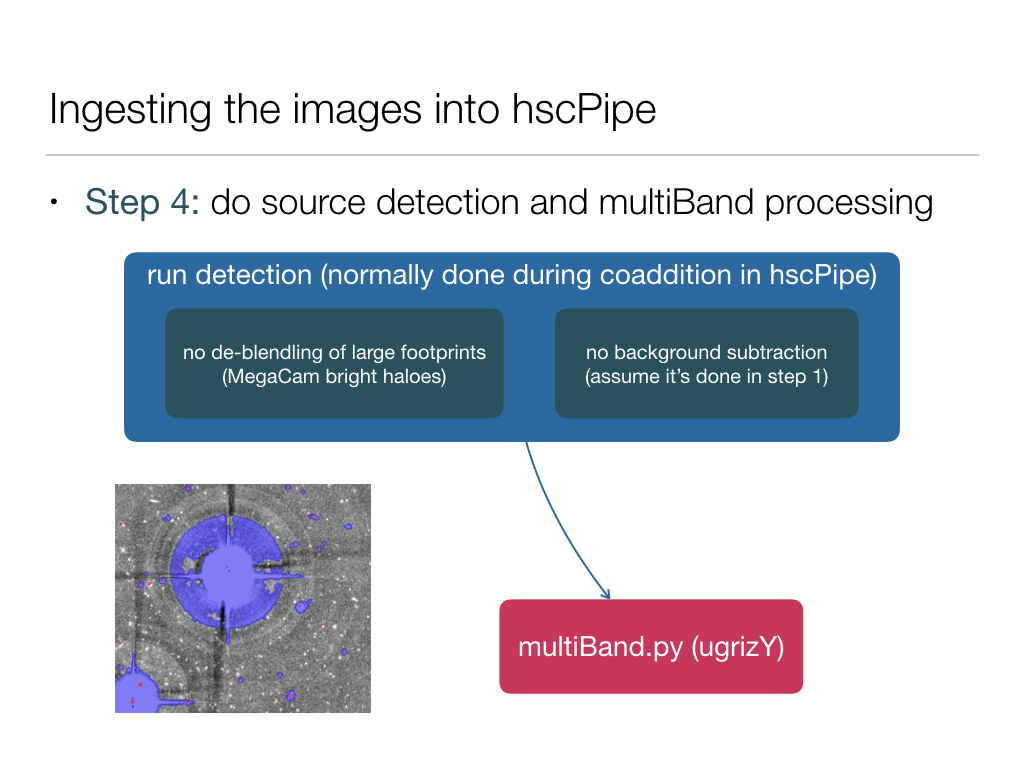 Ingesting the images into hscPipe
• Step 4: do source detection and multiBand processing
run detection (normally done during coaddition in hscPipe)
no de-blendling of large footprints
(MegaCam bright haloes)
no background subtraction
(assume it's done in step 1)
multiBand.py (ugrizY)